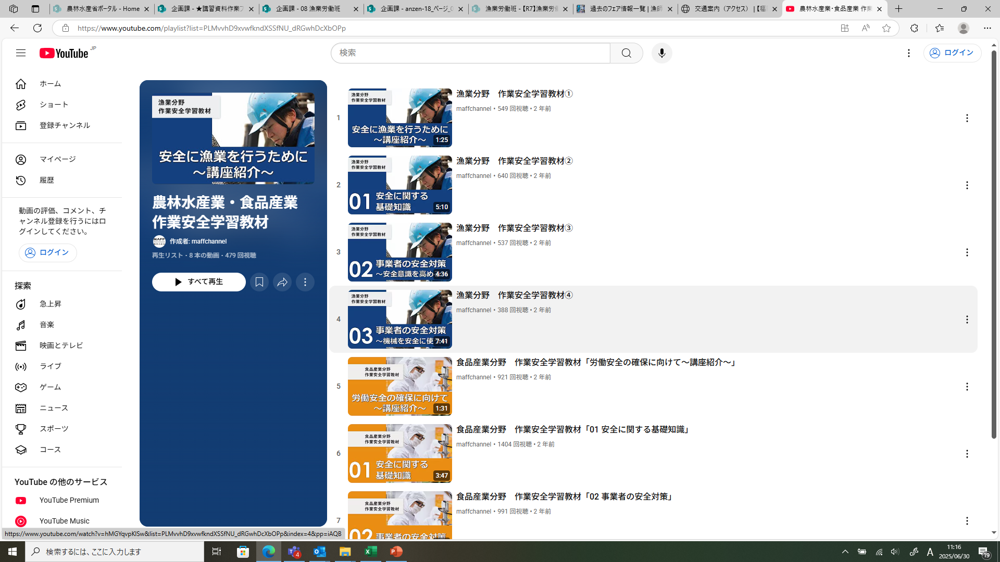 農林水産省ポータル - Home
企画課 - ★講習資料作業フ
企画課 - 08 漁業労働班
企画課 - anzen-18_ページ_0
漁業労働班 - 【R7】漁業労働
過去のフェア情報一覧 | 漁師
交通案内（アクセス） | 【福
農林水産業･食品産業 作業
https://www.youtube.com/playlist?list=PLMvvhD9xvwfkndXSSfNU_dRGwhDcXbOPp
YouTube JP
検索
ログイン
ホーム
ショート
登録チャンネル
マイページ
履歴
動画の評価、コメント、チ
ャンネル登録を行うにはロ
グインしてください。
ログイン
探索
急上昇
音楽
映画とテレビ
ライブ
ゲーム
ニュース
スポーツ
コース
YouTube の他のサービス
YouTube Premium
YouTube Music
漁業分野
作業安全学習教材
安全に漁業を行うために
～講座紹介～
農林水産業・食品産業
作業安全学習教材
作成者: maffchannel
再生リスト・8 本の動画・479 回視聴
すべて再生
1
漁業分野
作業安全学習教材
安全に漁業を行うために
～講座紹介～
1:25
漁業分野　作業安全学習教材①
maffchannel • 549 回視聴 • 2 年前
2
漁業分野
作業安全学習教材
01 安全に関する
基礎知識
5:10
漁業分野　作業安全学習教材②
maffchannel • 640 回視聴 • 2 年前
3
漁業分野
作業安全学習教材
02 事業者の安全対策
～安全意識を高め
4:36
漁業分野　作業安全学習教材③
maffchannel • 537 回視聴 • 2 年前
4
漁業分野
作業安全学習教材
03 事業者の安全対策
～機械を安全に使
7:41
漁業分野　作業安全学習教材④
maffchannel • 388 回視聴 • 2 年前
5
食品産業分野
作業安全学習教材
労働安全の確保に向けて
～講座紹介～
1:31
食品産業分野　作業安全学習教材「労働安全の確保に向けて～講座紹介～」
maffchannel • 921 回視聴 • 2 年前
6
食品産業分野
作業安全学習教材
01 安全に関する
基礎知識
3:47
食品産業分野　作業安全学習教材「01 安全に関する基礎知識」
maffchannel • 1404 回視聴 • 2 年前
7
食品産業分野
作業安全学習教材
02 事業者の安全対策
食品産業分野　作業安全学習教材「02 事業者の安全対策」
maffchannel • 991 回視聴 • 2 年前
https://www.youtube.com/watch?v=hMGYqvpKlSw&list=PLMvvhD9xvwfkndXSSfNU_dRGwhDcXbOPp&index=4&pp=iAQB
検索するには、ここに入力します
4
A
11:16
2025/06/30
19